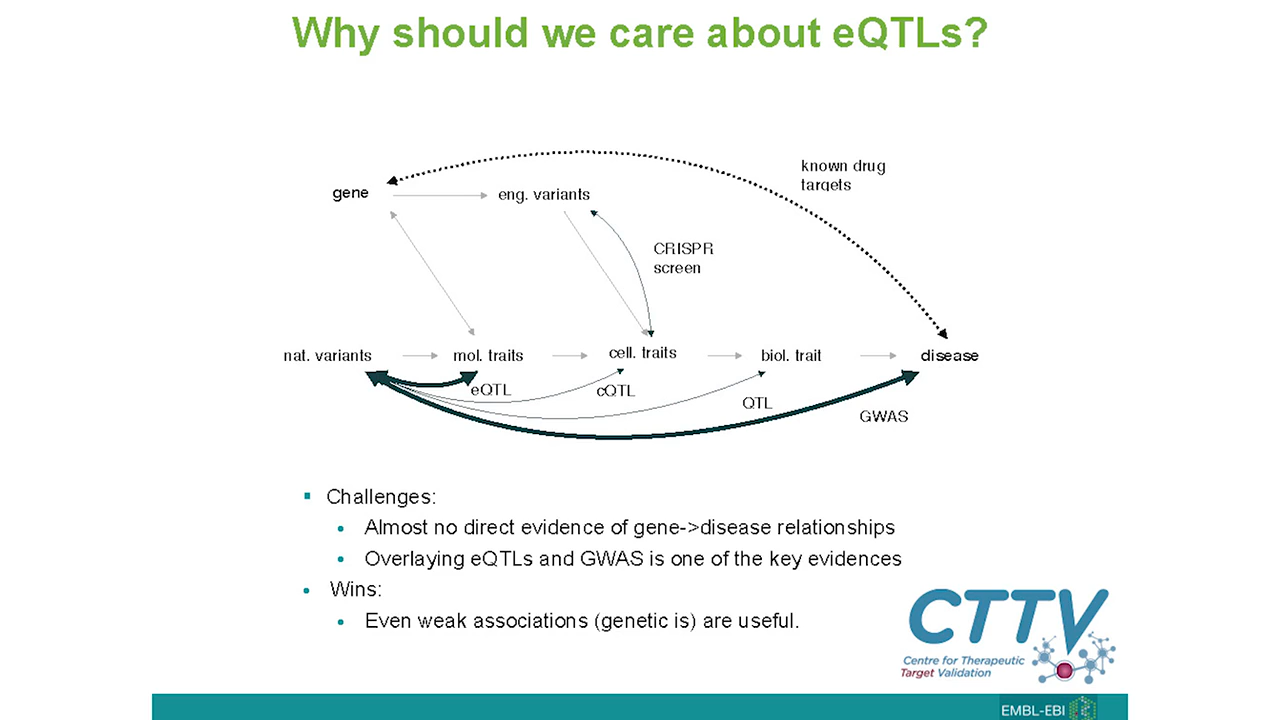 Why should we care about eQTLs?
known drug
targets
gene
eng. variants
CRISPR
screen
nat. variants
mol. traits
cell. traits
biol. trait
disease
eQTL
cQTL
QTL
GWAS
Challenges:
Almost no direct evidence of gene->disease relationships
Overlaying eQTLs and GWAS is one of the key evidences
Wins:
Even weak associations (genetic is) are useful.
CTTV
Centre for Therapeutic
Target Validation
EMBL-EBI